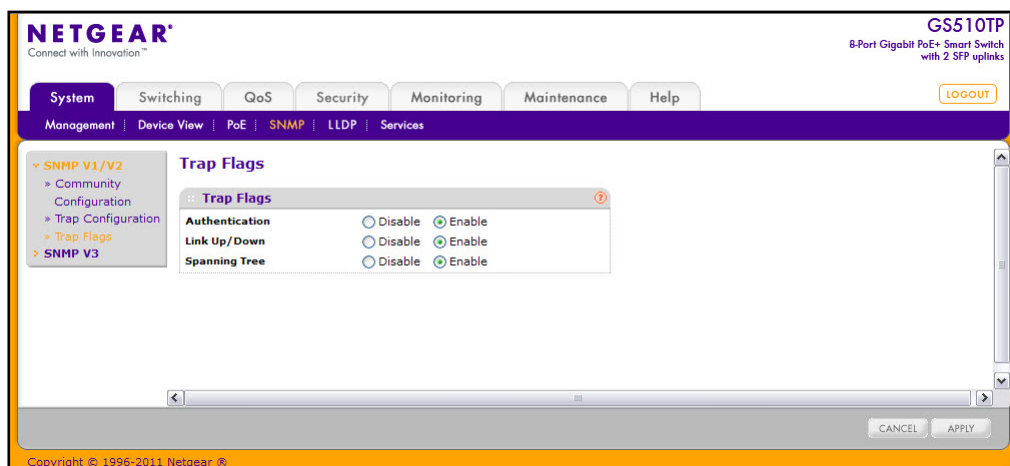 NETGEAR®
Connect with Innovation™
GS510TP
8-Port Gigabit PoE+ Smart Switch
with 2 SFP uplinks
System Switching QoS Security Monitoring Maintenance Help
LOGOUT
Management Device View PoE SNMP LLDP Services
SNMP V1/V2
» Community
Configuration
» Trap Configuration
» Trap Flags
SNMP V3
Trap Flags
Trap Flags ?
Authentication Disable Enable
Link Up/Down Disable Enable
Spanning Tree Disable Enable
CANCEL APPLY
Copyright © 1996-2011 Netgear ®